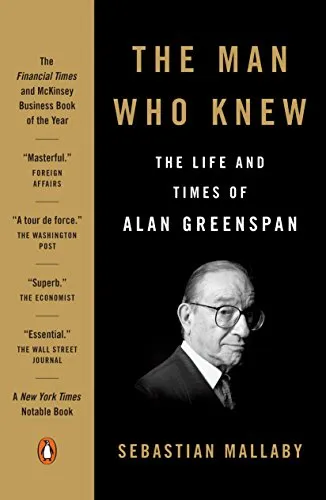 The
Financial Times
and McKinsey
Business Book
of the Year
“Masterful.”
FOREIGN
AFFAIRS
“A tour de force.”
THE WASHINGTON
POST
“Superb.”
THE ECONOMIST
“Essential.”
THE WALL STREET
JOURNAL
A New York Times
Notable Book
THE MAN
WHO KNEW
THE LIFE AND
TIMES OF
ALAN GREENSPAN
SEBASTIAN MALLABY